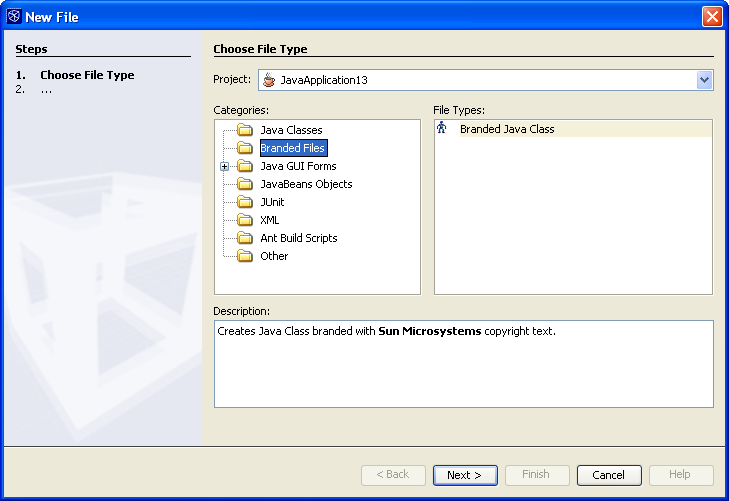 New File
Steps
1. Choose File Type
2. ...
Choose File Type
Project: JavaApplication13
Categories:
Java Classes
Branded Files
Java GUI Forms
JavaBeans Objects
JUnit
XML
Ant Build Scripts
Other
File Types:
Branded Java Class
Description:
Creates Java Class branded with Sun Microsystems copyright text.
< Back Next > Finish Cancel Help